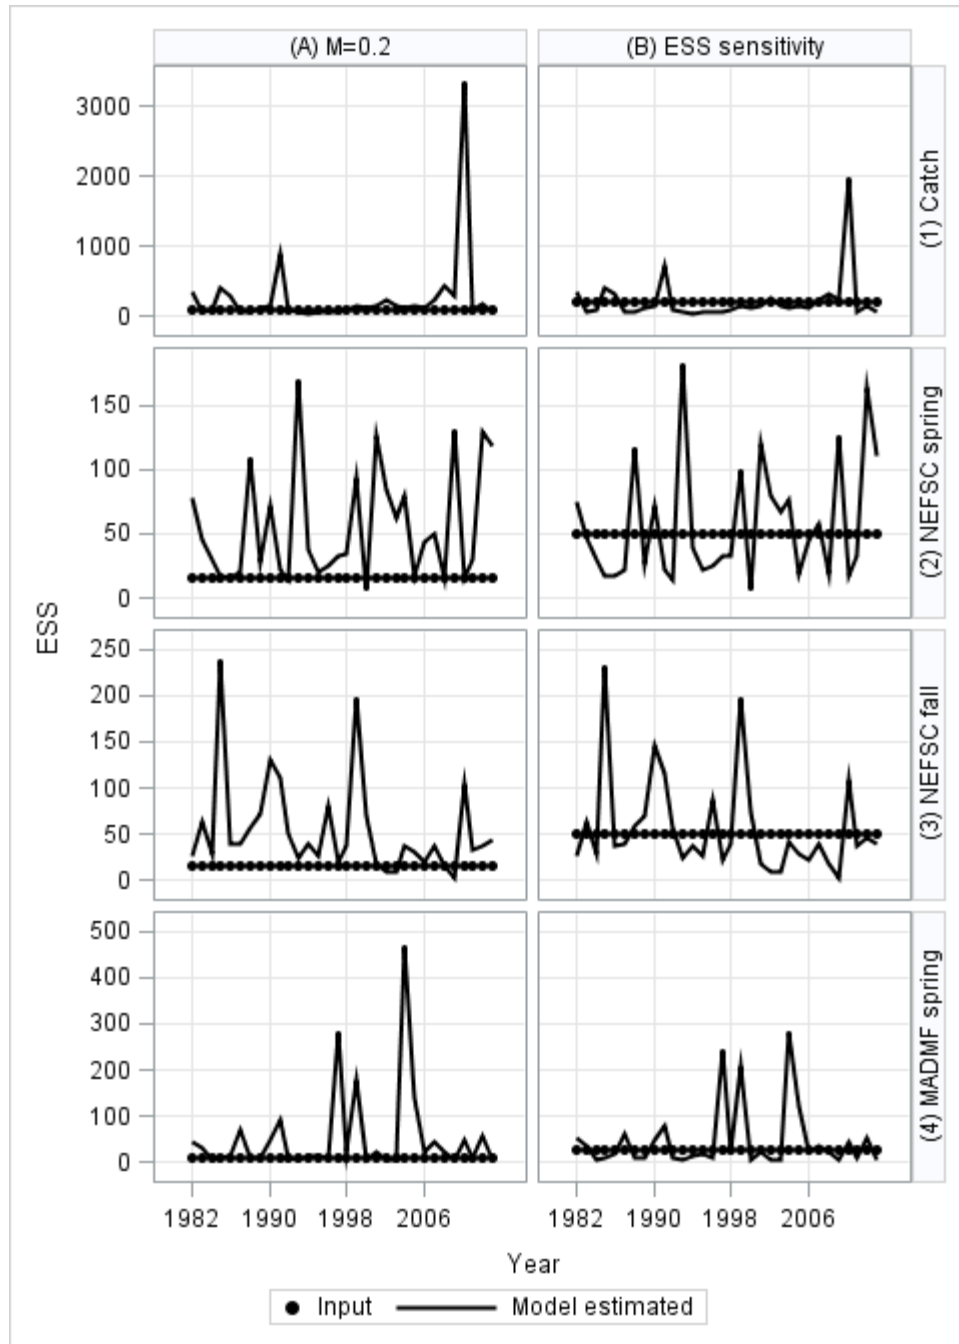 (A) M=0.2
(B) ESS sensitivity
3000
2000
1000
0
(1) Catch
150
100
50
0
(2) NEFSC spring
ESS
250
200
150
100
50
0
(3) NEFSC fall
500
400
300
200
100
0
(4) MADMF spring
1982 1990 1998 2006
1982 1990 1998 2006
Year
Input
Model estimated